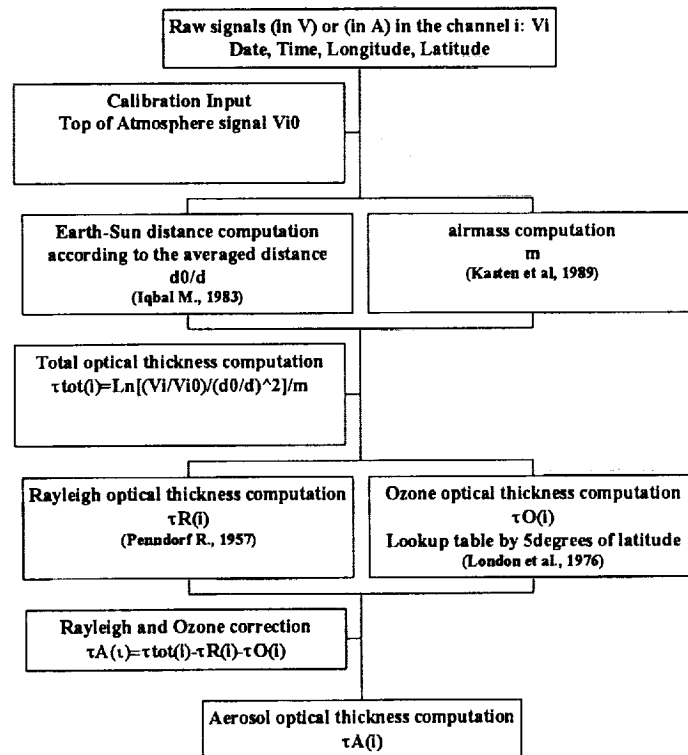 Raw signals (in V) or (in A) in the channel i: Vi
Date, Time, Longitude, Latitude
Calibration Input
Top of Atmosphere signal Vi0
Earth-Sun distance computation
according to the averaged distance
d0/d
(Iqbal M., 1983)
airmass computation
m
(Kasten et al, 1989)
Total optical thickness computation
τtot(i)=Ln[(Vi/Vi0)/(d0/d)^2]/m
Rayleigh optical thickness computation
τR(i)
(Penndorf R., 1957)
Ozone optical thickness computation
τO(i)
Lookup table by 5degrees of latitude
(London et al., 1976)
Rayleigh and Ozone correction
τA(ι)=τtot(i)-τR(i)-τO(i)
Aerosol optical thickness computation
τA(i)